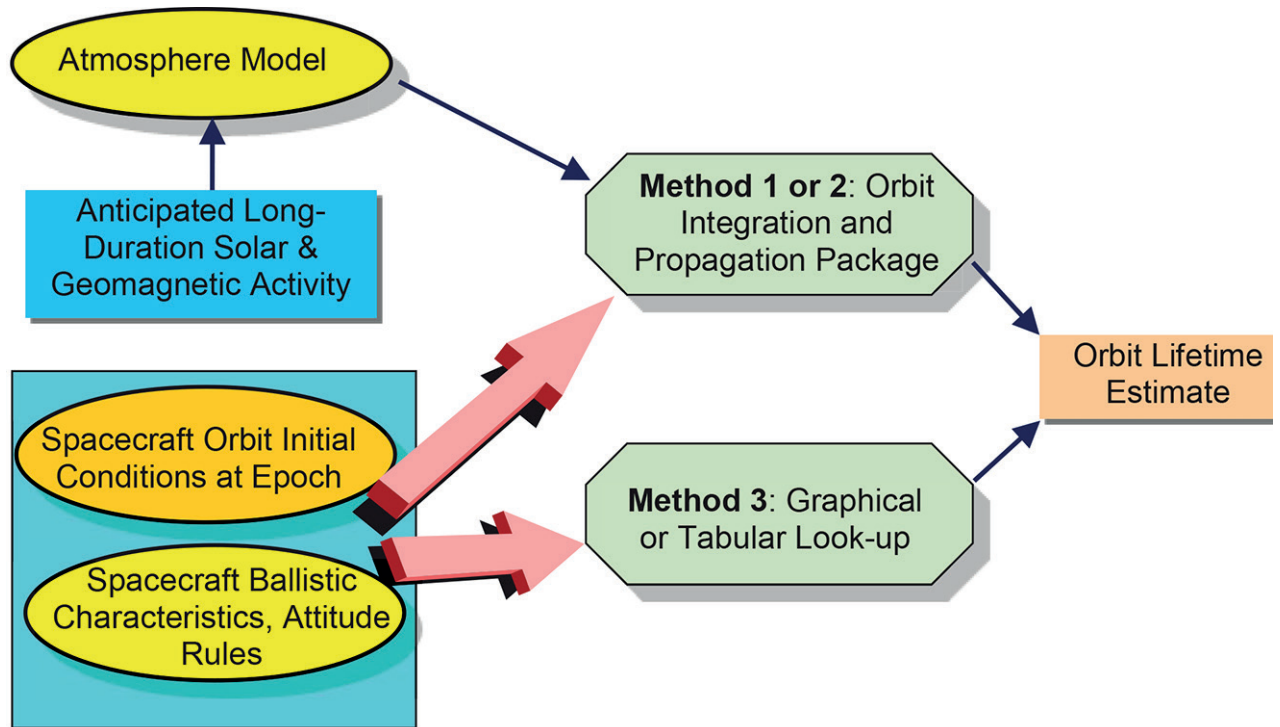 Atmosphere Model
Anticipated Long-
Duration Solar &
Geomagnetic Activity
Method 1 or 2: Orbit
Integration and
Propagation Package
Spacecraft Orbit Initial
Conditions at Epoch
Orbit Lifetime
Estimate
Method 3: Graphical
or Tabular Look-up
Spacecraft Ballistic
Characteristics, Attitude
Rules